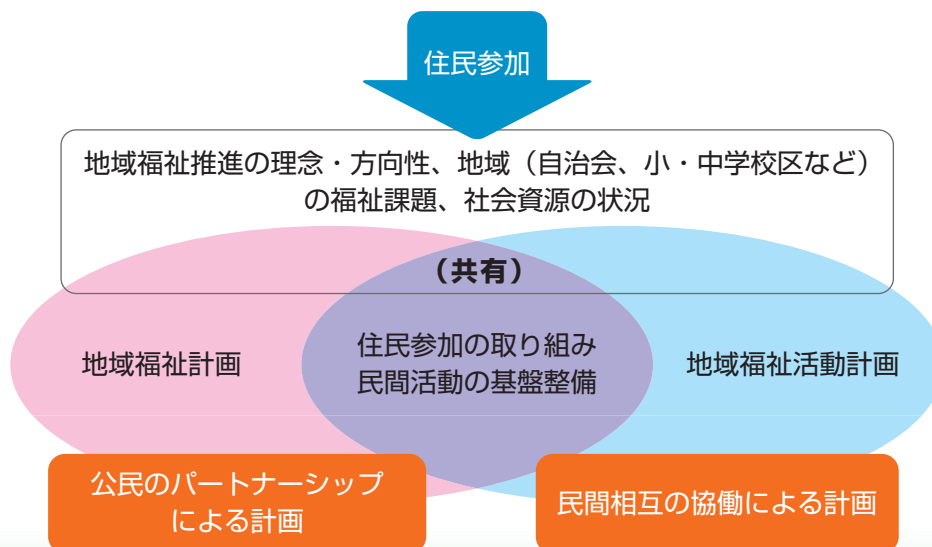 住民参加
地域福祉推進の理念・方向性、地域（自治会、小・中学校区など）
の福祉課題、社会資源の状況
（共有）
地域福祉計画
住民参加の取り組み
民間活動の基盤整備
地域福祉活動計画
公民のパートナーシップ
による計画
民間相互の協働による計画